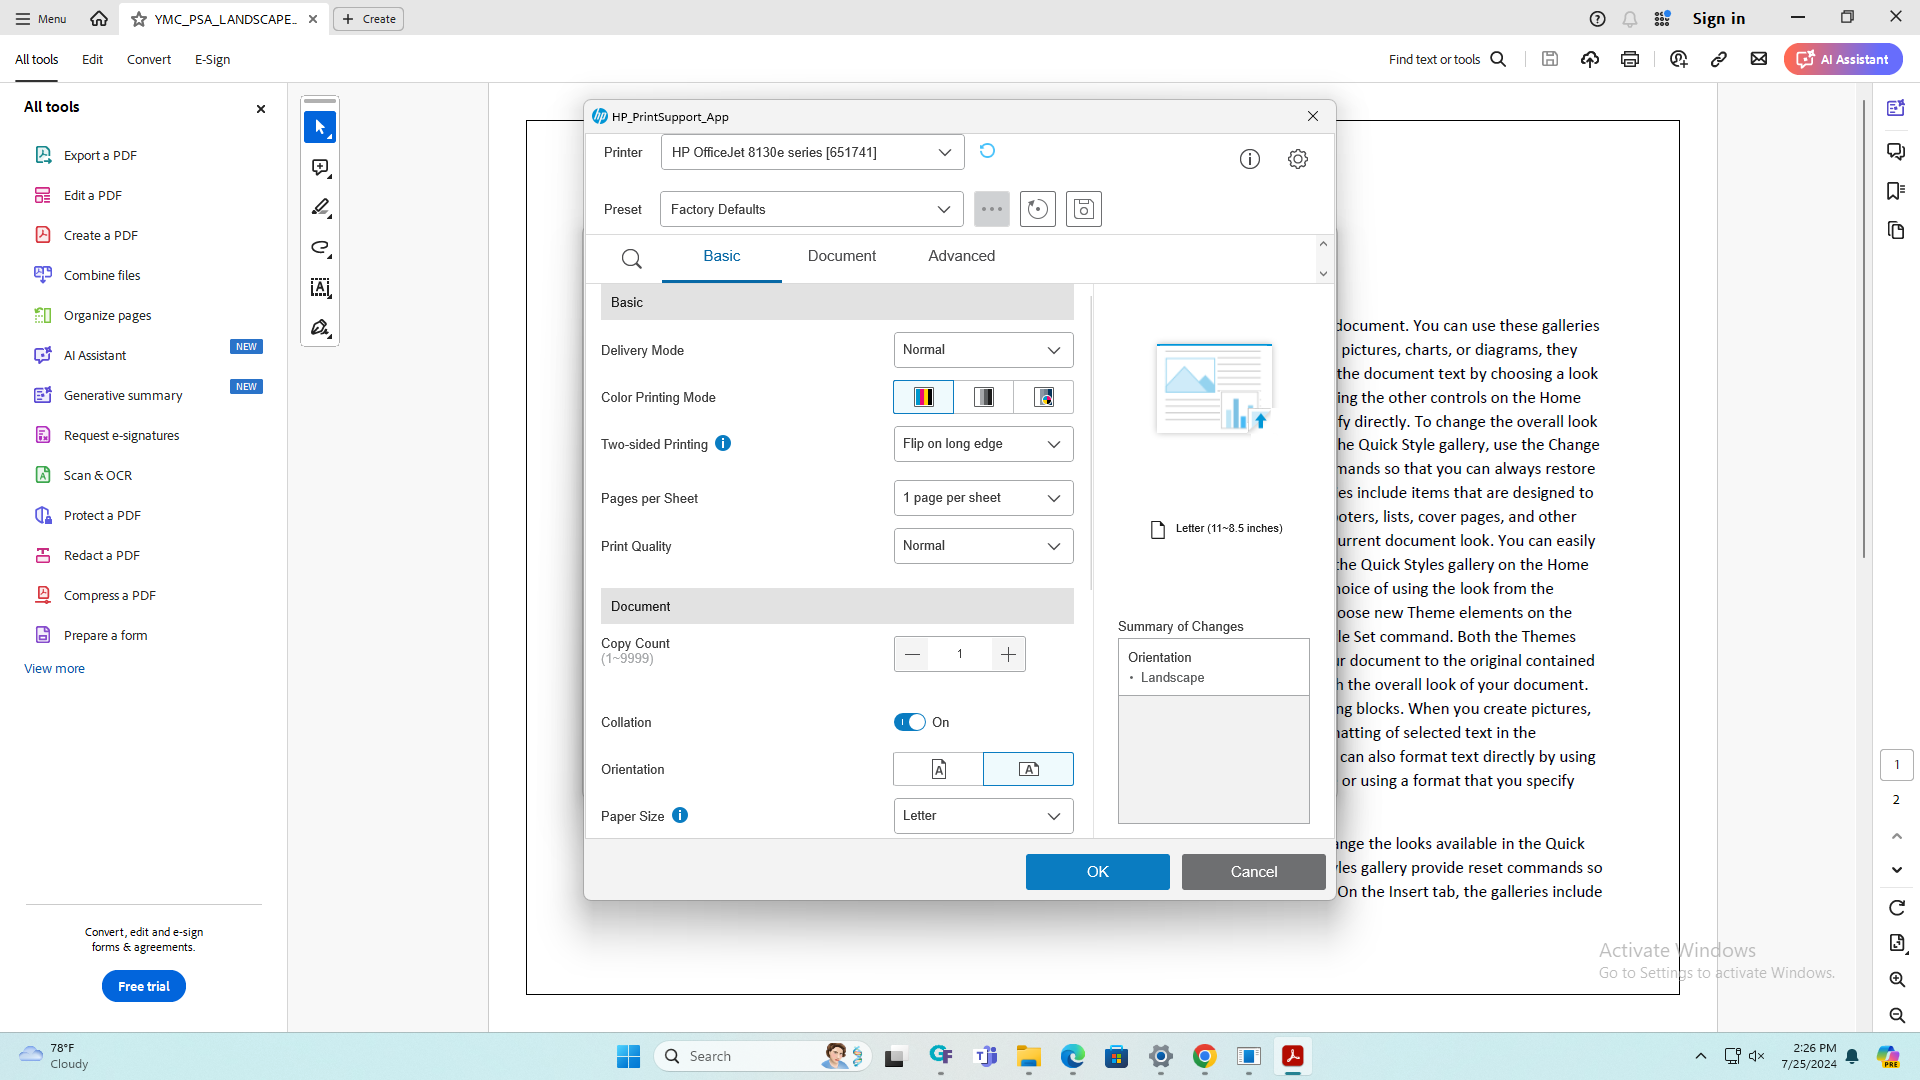 Menu
YMC_PSA_LANDSCAPE...
Create
Sign in
All tools
Edit
Convert
E-Sign
Find text or tools
AI Assistant
All tools
Export a PDF
Edit a PDF
Create a PDF
Combine files
Organize pages
AI Assistant
NEW
Generative summary
NEW
Request e-signatures
Scan & OCR
Protect a PDF
Redact a PDF
Compress a PDF
Prepare a form
View more
Convert, edit and e-sign
forms & agreements.
Free trial
HP_PrintSupport_App
Printer
HP OfficeJet 8130e series [651741]
Preset
Factory Defaults
Basic
Document
Advanced
Basic
Delivery Mode
Normal
Color Printing Mode
Two-sided Printing
Flip on long edge
Pages per Sheet
1 page per sheet
Print Quality
Normal
Document
Copy Count
(1~9999)
1
Collation
On
Orientation
Paper Size
Letter
Letter (11~8.5 inches)
Summary of Changes
Orientation
• Landscape
OK
Cancel
document. You can use these galleries
pictures, charts, or diagrams, they
the document text by choosing a look
ing the other controls on the Home
fy directly. To change the overall look
he Quick Style gallery, use the Change
mands so that you can always restore
es include items that are designed to
oters, lists, cover pages, and other
urrent document look. You can easily
he Quick Styles gallery on the Home
hoice of using the look from the
oose new Theme elements on the
le Set command. Both the Themes
r document to the original contained
h the overall look of your document.
ng blocks. When you create pictures,
matting of selected text in the
can also format text directly by using
or using a format that you specify
nge the looks available in the Quick
les gallery provide reset commands so
On the Insert tab, the galleries include
1
2
Activate Windows
Go to Settings to activate Windows.
78°F
Cloudy
Search
2:26 PM
7/25/2024
PRE